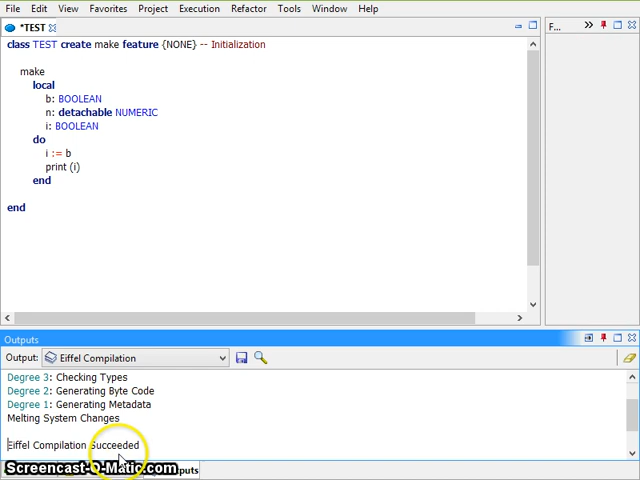 File Edit View Favorites Project Execution Refactor Tools Window Help
*TEST
F...
class TEST create make feature {NONE} -- Initialization
make
local
b: BOOLEAN
n: detachable NUMERIC
i: BOOLEAN
do
i := b
print (i)
end
end
Outputs
Output: Eiffel Compilation
Degree 3: Checking Types
Degree 2: Generating Byte Code
Degree 1: Generating Metadata
Melting System Changes
Eiffel Compilation Succeeded
Screencast-O-Matic.com